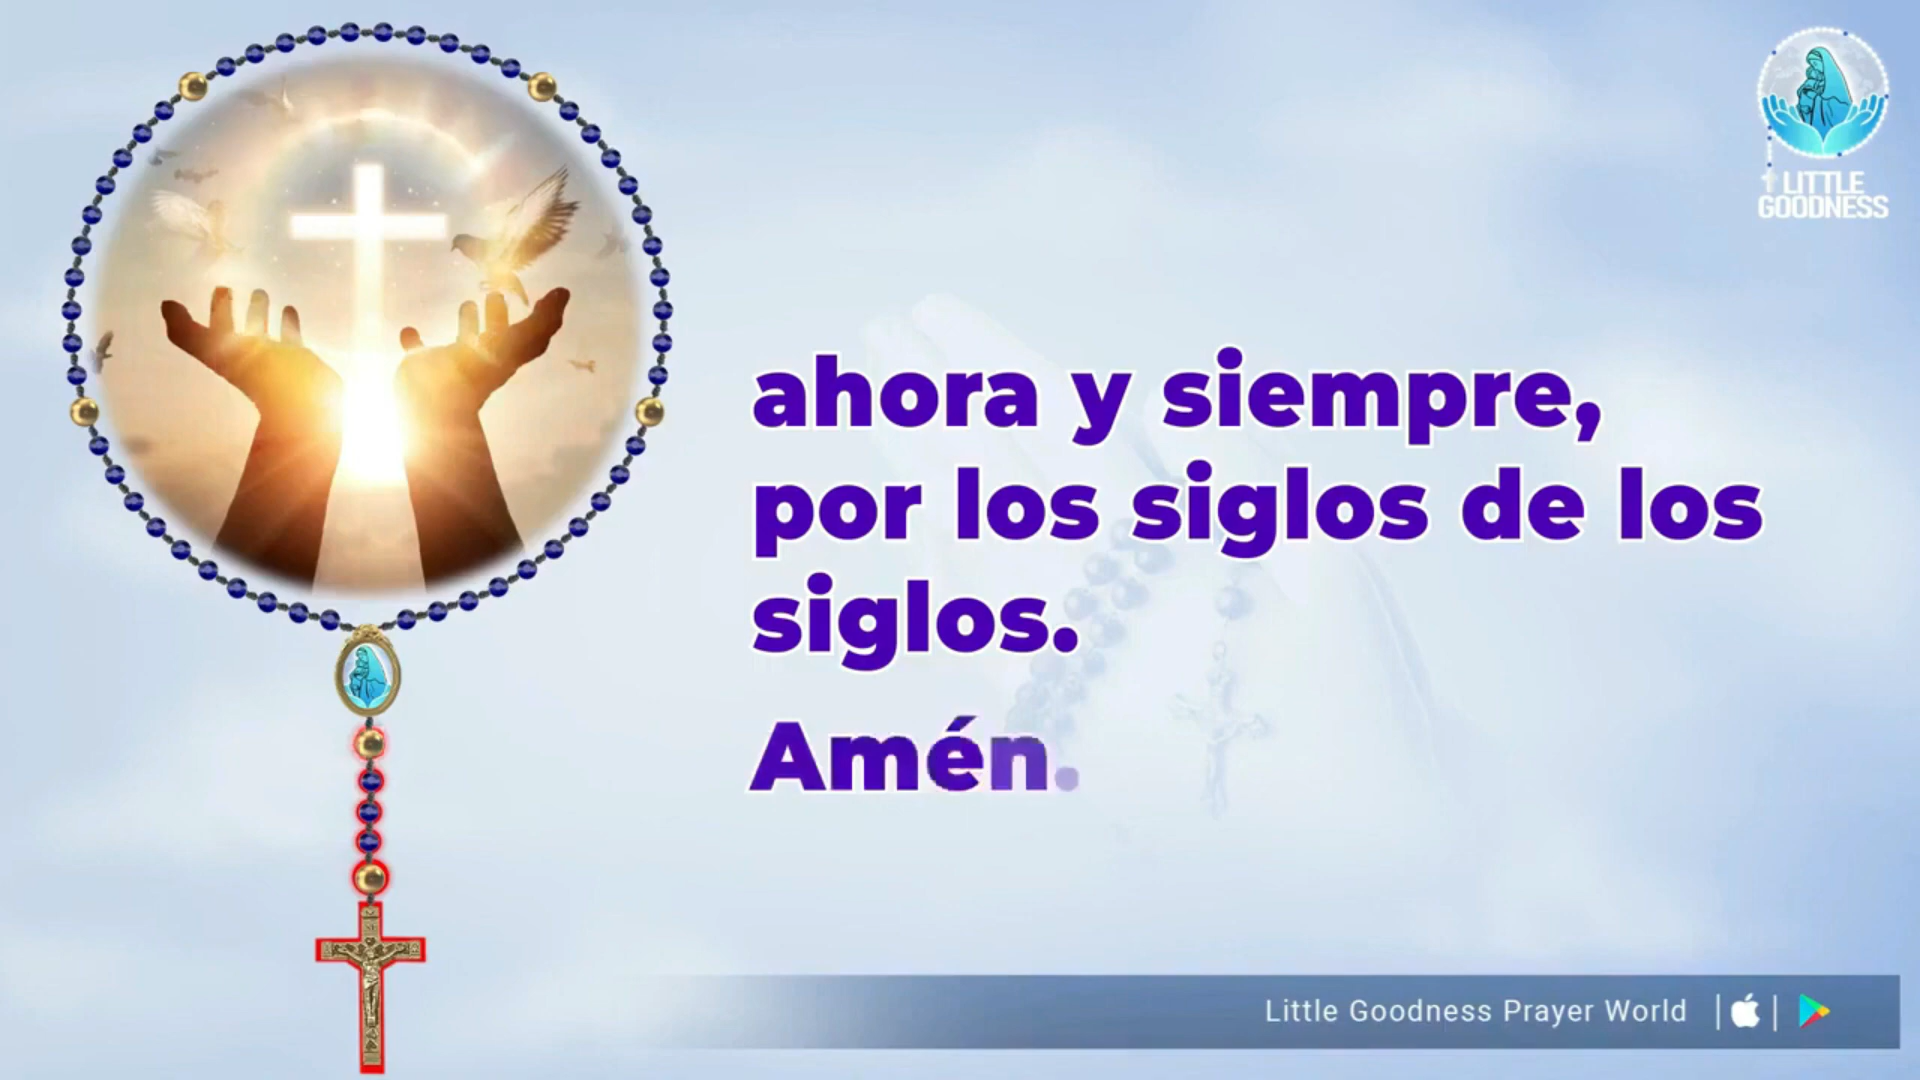 LITTLE
GOODNESS
ahora y siempre,
por los siglos de los
siglos.
Amén.
Little Goodness Prayer World